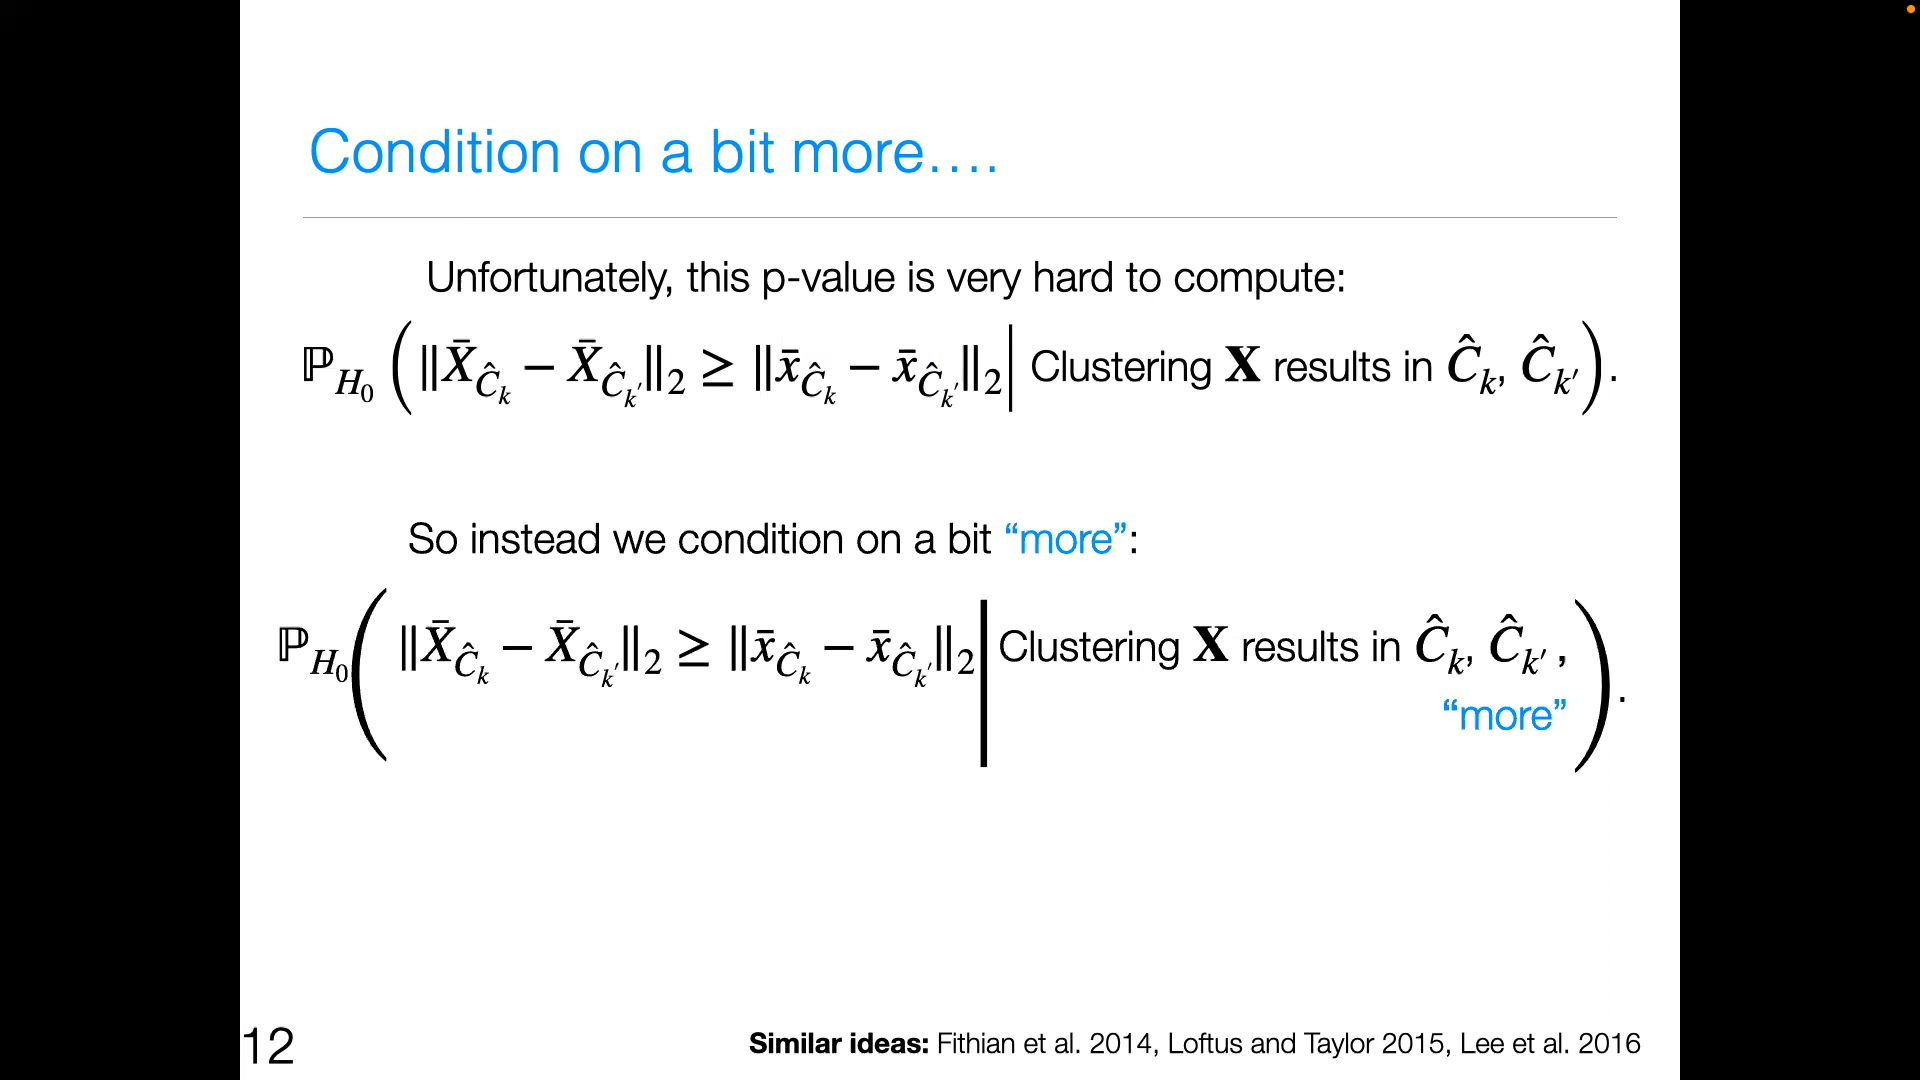 Condition on a bit more….
Unfortunately, this p-value is very hard to compute:
ℙ_{H_0} ( ‖X̄_{Ĉ_k} − X̄_{Ĉ_{k′}}‖_2 ≥ ‖x̄_{Ĉ_k} − x̄_{Ĉ_{k′}}‖_2 | Clustering 𝐗 results in Ĉ_k, Ĉ_{k′} ).
So instead we condition on a bit “more”:
ℙ_{H_0} ( ‖X̄_{Ĉ_k} − X̄_{Ĉ_{k′}}‖_2 ≥ ‖x̄_{Ĉ_k} − x̄_{Ĉ_{k′}}‖_2 | Clustering 𝐗 results in Ĉ_k, Ĉ_{k′},
“more” ).
12
Similar ideas: Fithian et al. 2014, Loftus and Taylor 2015, Lee et al. 2016